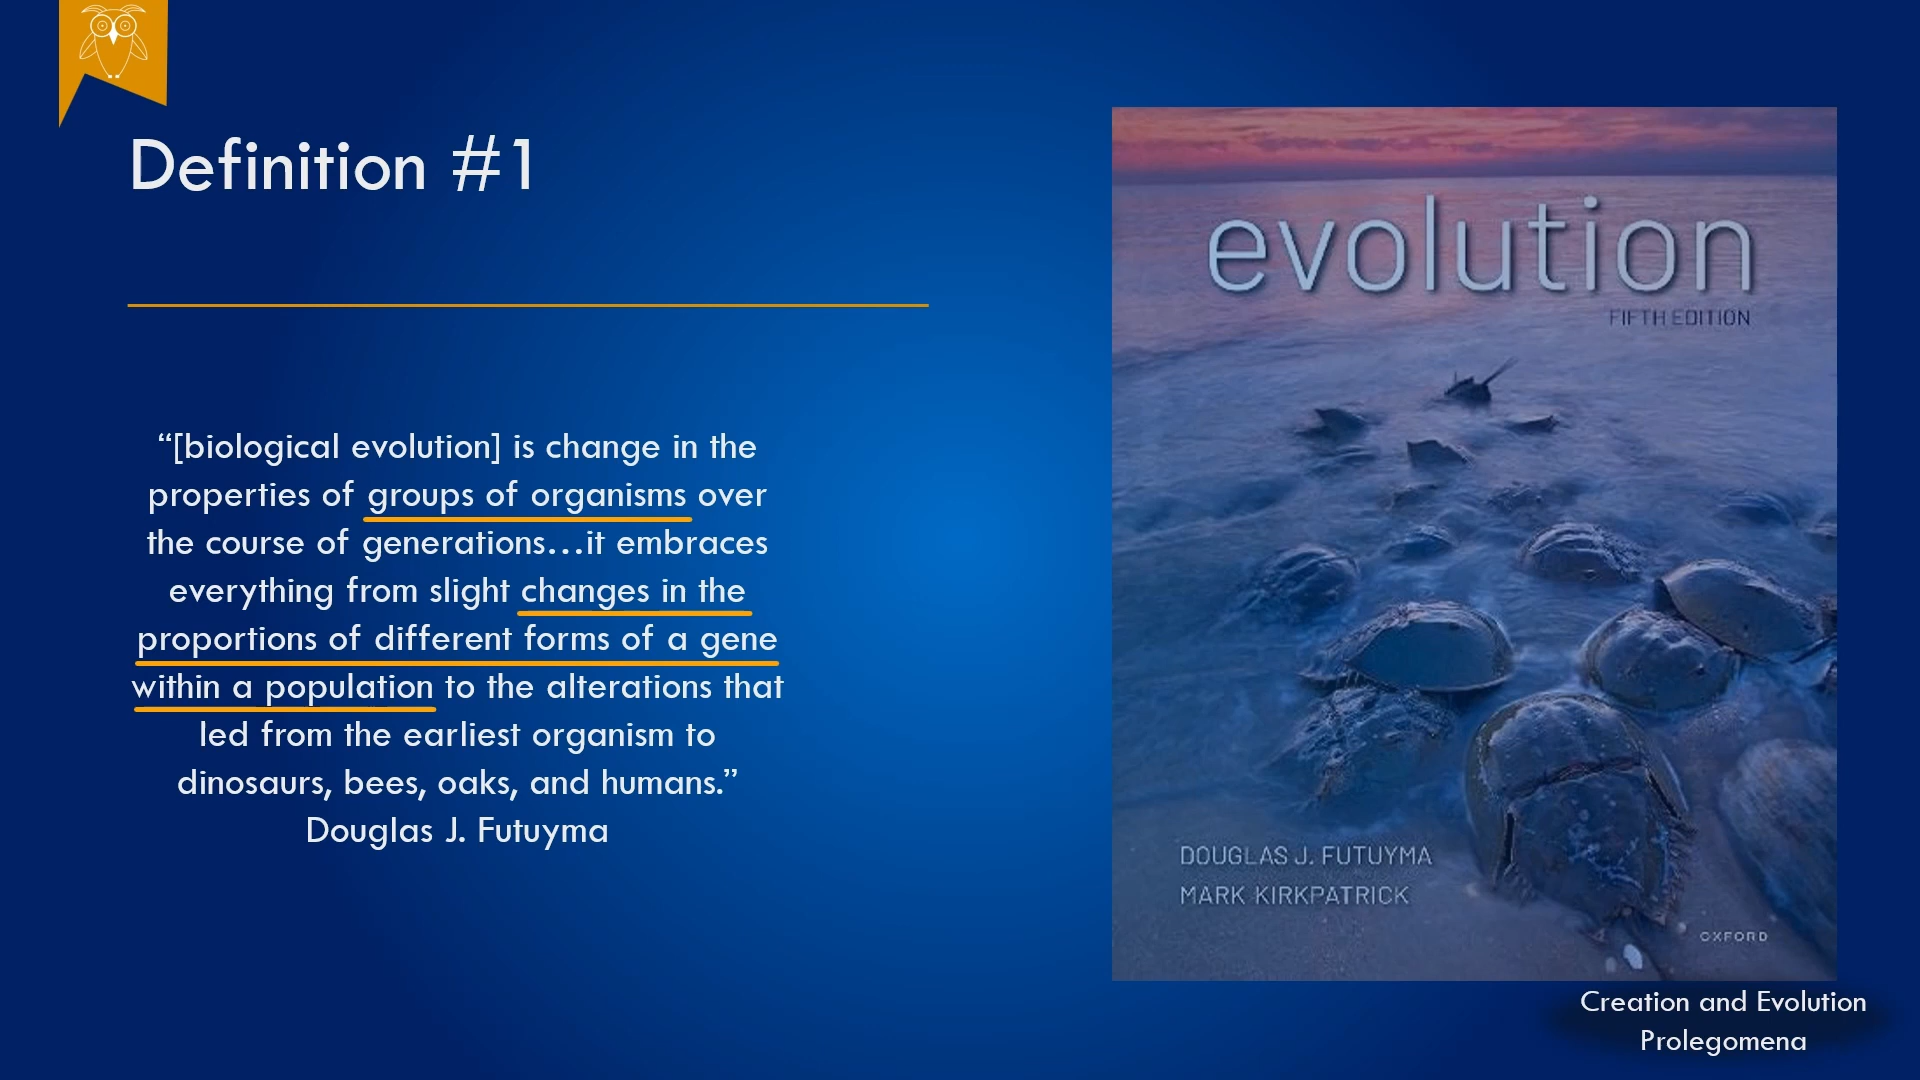 Definition #1
“[biological evolution] is change in the
properties of groups of organisms over
the course of generations…it embraces
everything from slight changes in the
proportions of different forms of a gene
within a population to the alterations that
led from the earliest organism to
dinosaurs, bees, oaks, and humans.”
Douglas J. Futuyma
evolution
FIFTH EDITION
DOUGLAS J. FUTUYMA
MARK KIRKPATRICK
OXFORD
Creation and Evolution
Prolegomena